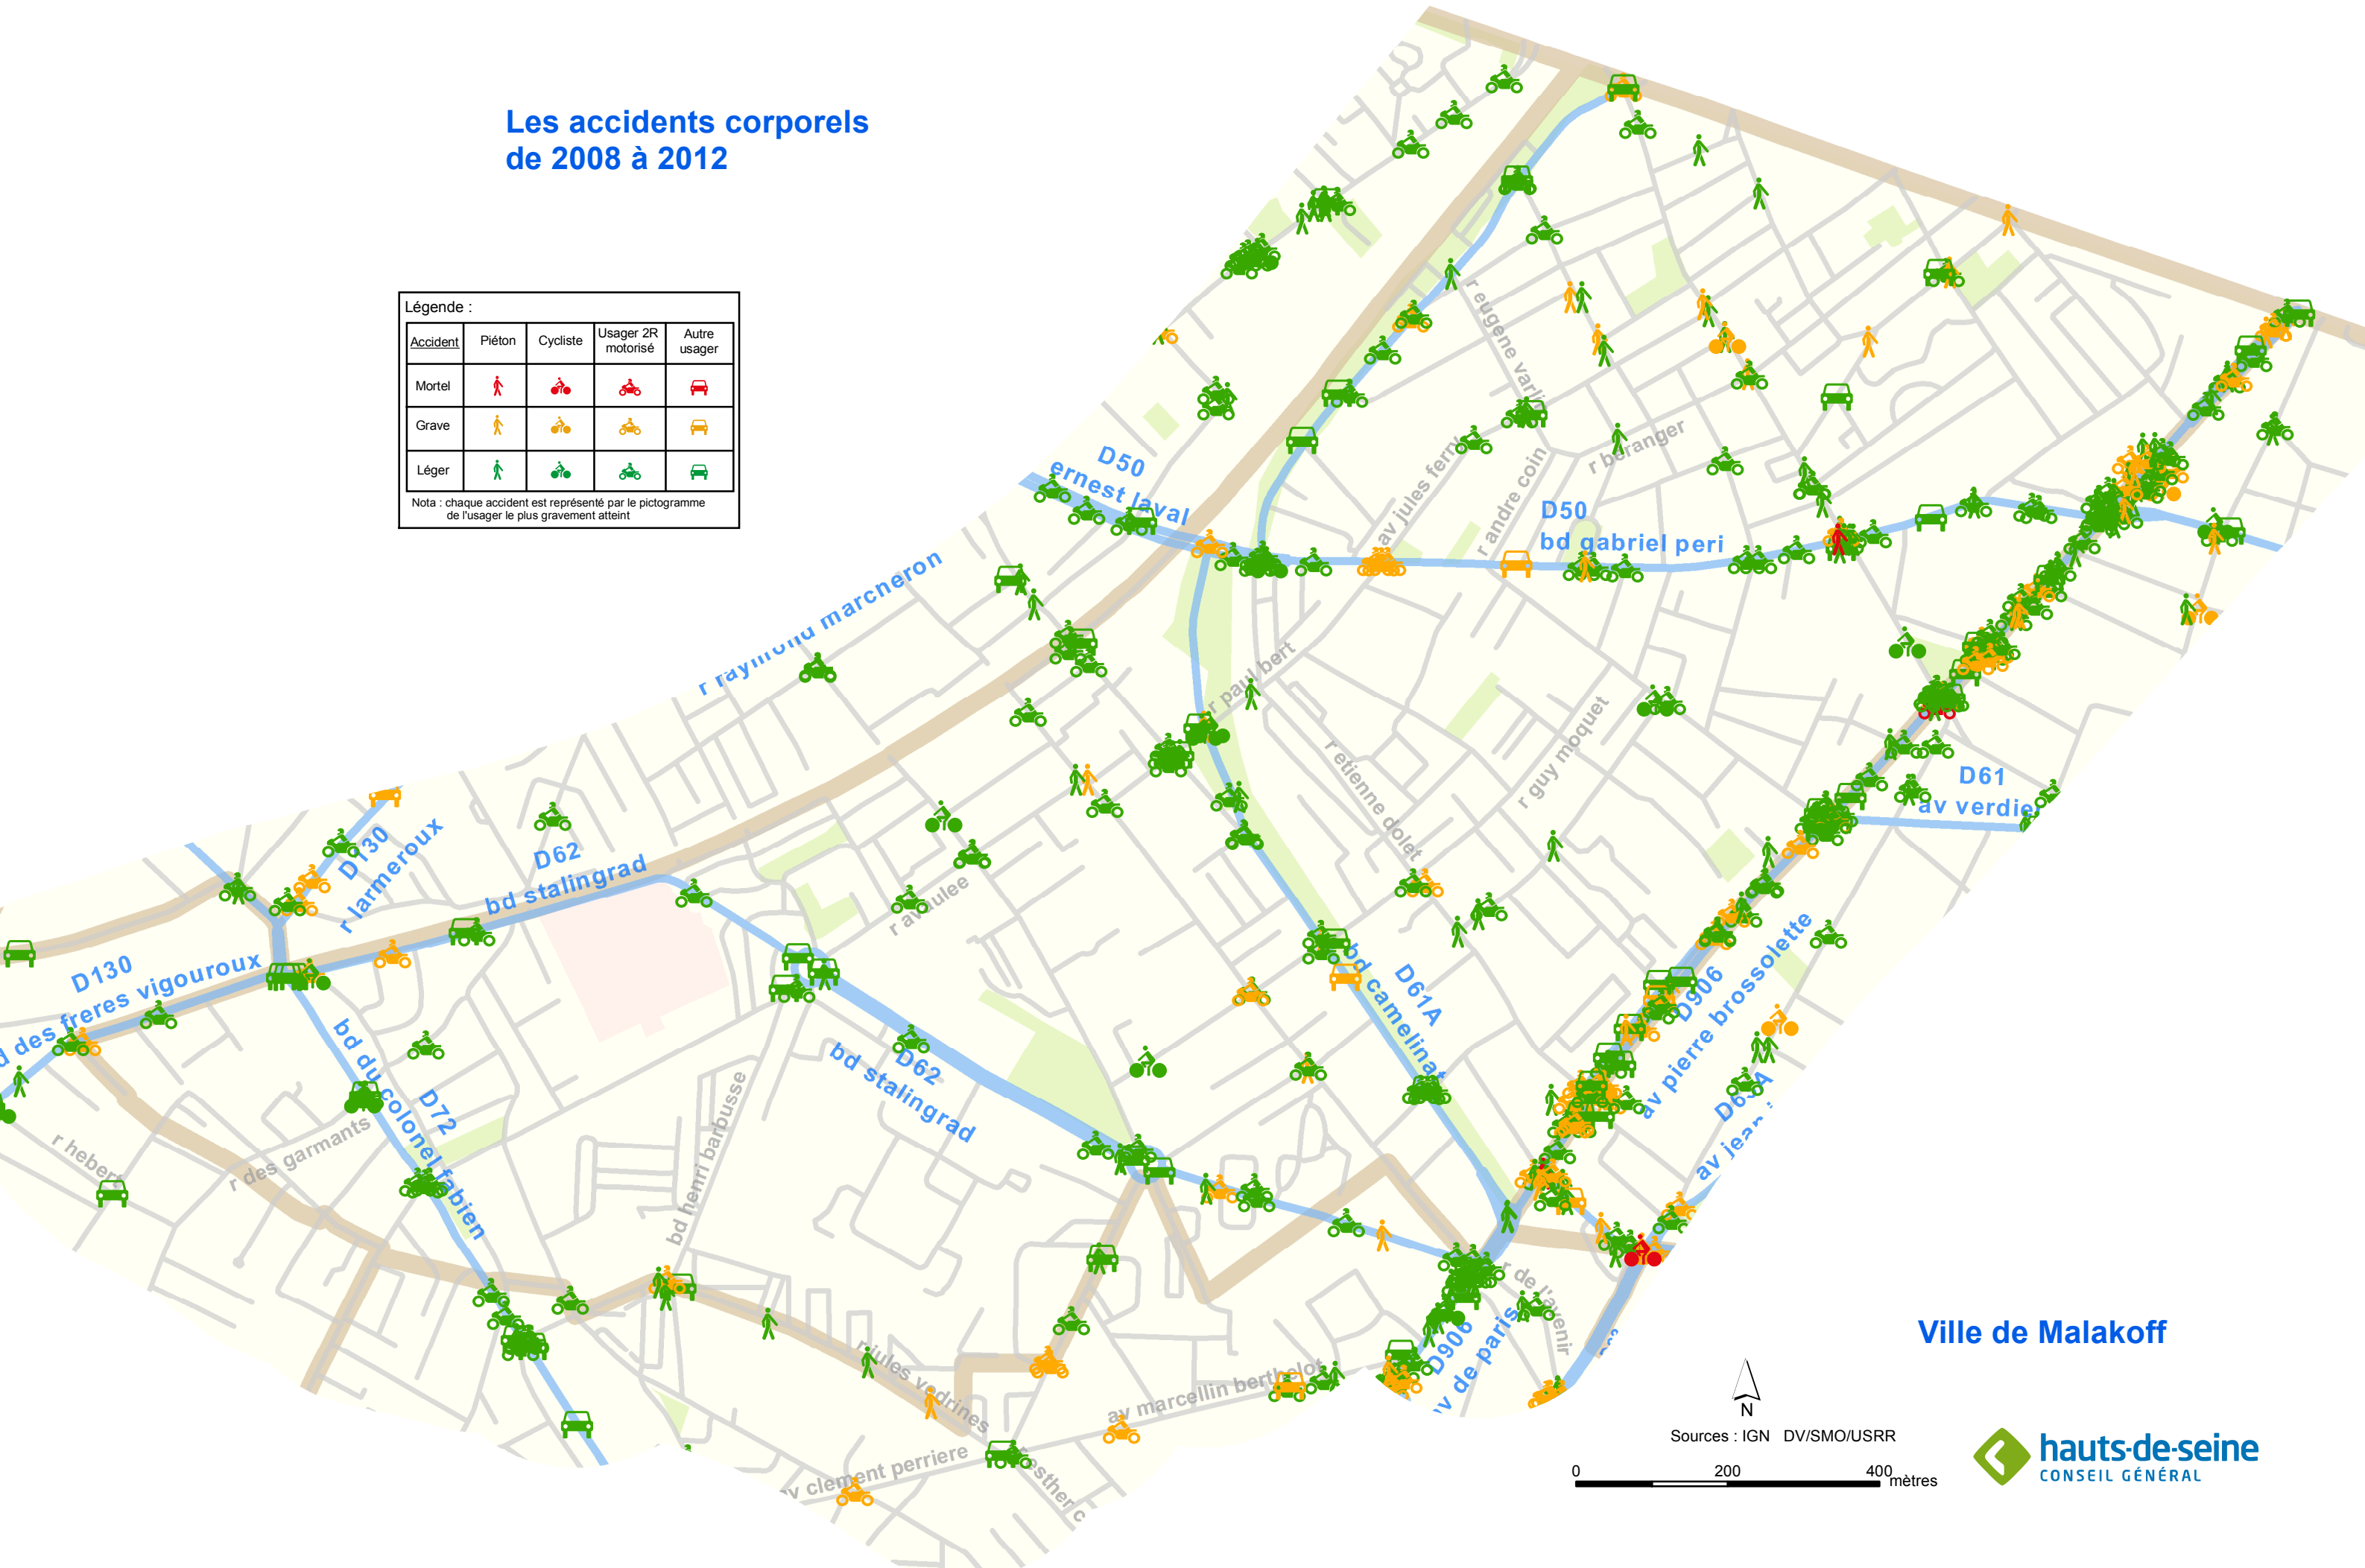 Les accidents corporels
de 2008 à 2012
Légende :
Accident
Piéton
Cycliste
Usager 2R
motorisé
Autre
usager
Mortel
Grave
Léger
Nota : chaque accident est représenté par le pictogramme
de l'usager le plus gravement atteint
D50
ernest laval
r eugene varlin
av jules ferry
r andre coin
r beranger
D50
bd gabriel peri
r raymond marcheron
r paul bert
r etienne dolet
r guy moquet
D61
av verdier
D130
r larmeroux
D62
bd stalingrad
D130
d des freres vigouroux
bd du colonel fabien
D72
r hebert
r des garmants
bd henri barbusse
D62
bd stalingrad
bd camelinat
D61A
D906
av pierre brossolette
av jean
r de l'avenir
D906
av de paris
r jules vedrines
av marcellin berthelot
av clement perriere
Ville de Malakoff
N
Sources : IGN DV/SMO/USRR
0 200 400
mètres
hauts-de-seine
CONSEIL GÉNÉRAL